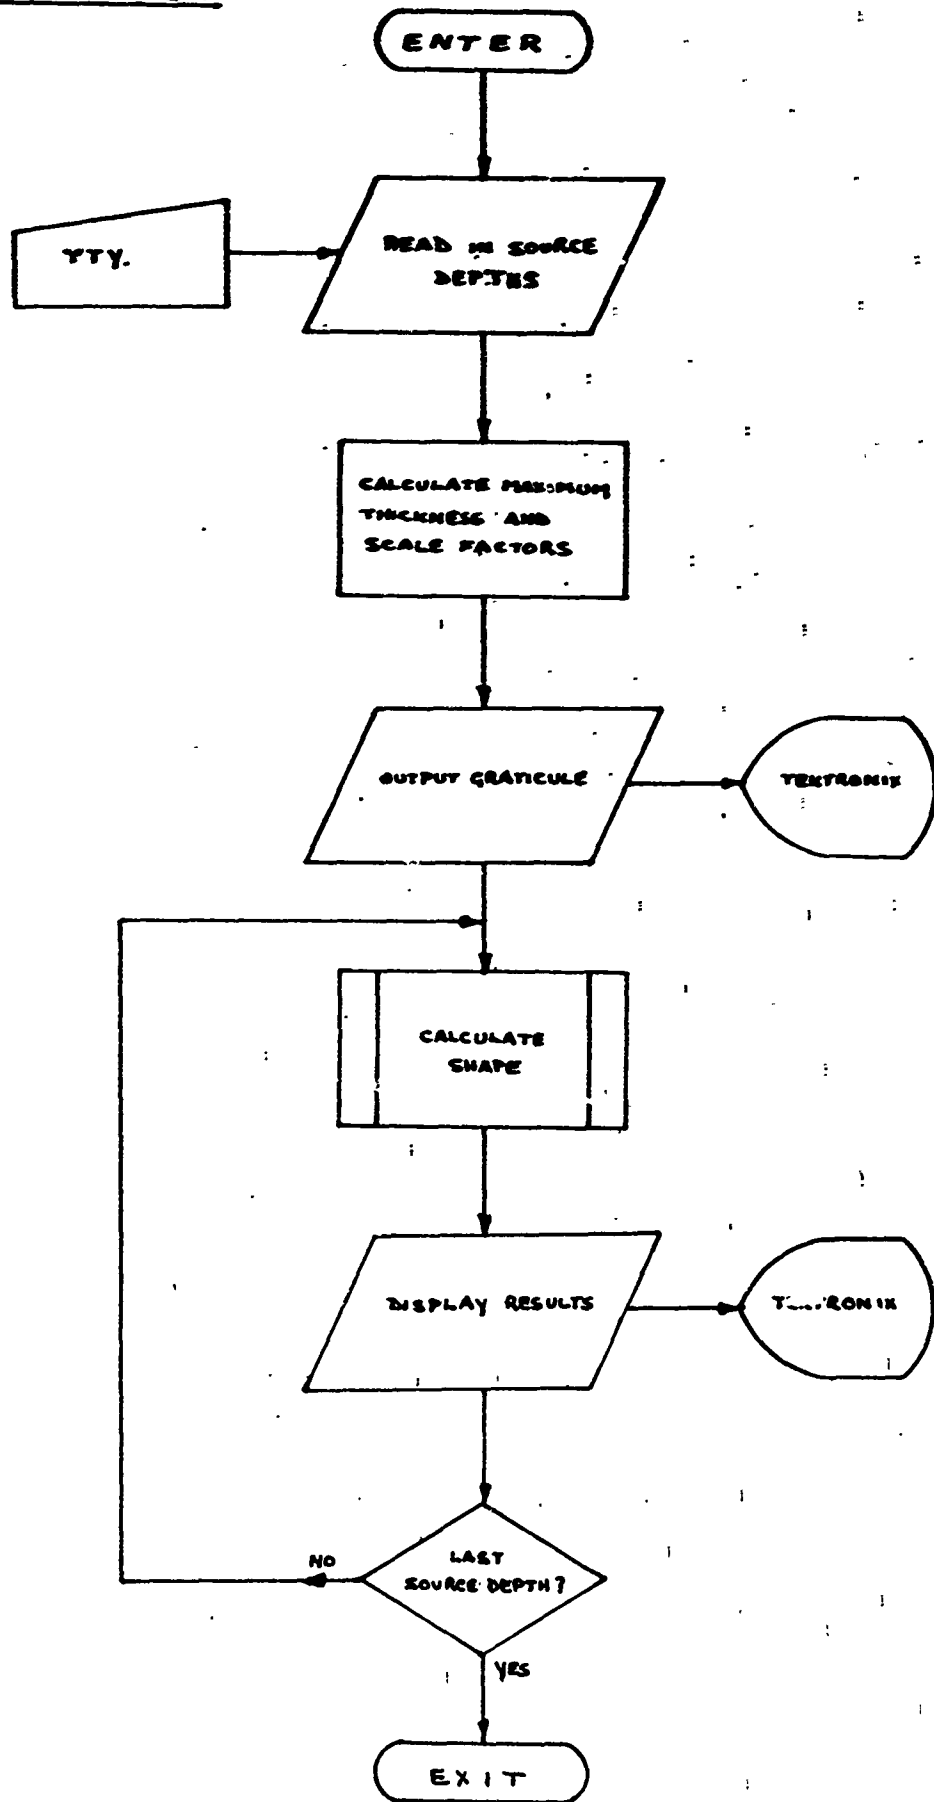 ENTER
TTY.
READ IN SOURCE
DEPTHS
CALCULATE MAXIMUM
THICKNESS AND
SCALE FACTORS
OUTPUT GRATICULE
TEKTRONIX
CALCULATE
SHAPE
DISPLAY RESULTS
LAST
SOURCE DEPTH?
NO
YES
EXIT